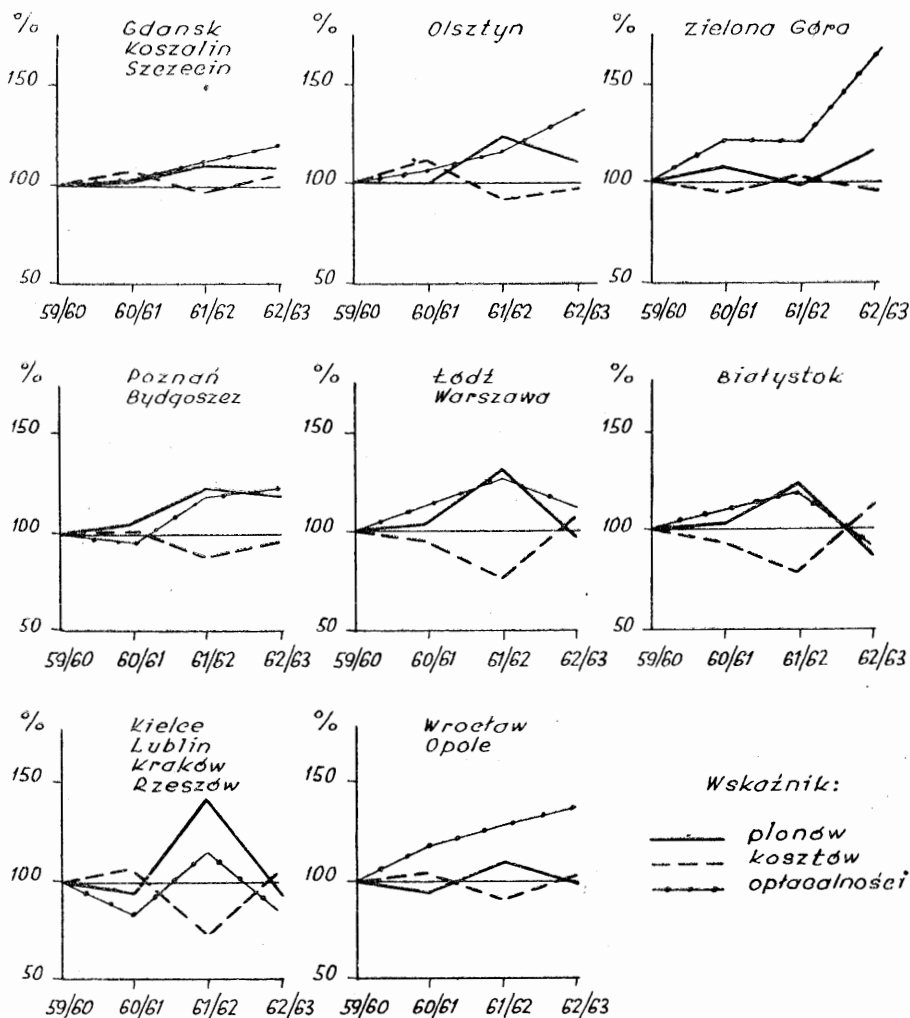 %
Gdansk
Koszalin
Szczecin
150
100
50
59/60 60/61 61/62 62/63
%
Olsztyn
150
100
50
59/60 60/61 61/62 62/63
%
Zielona Góra
150
100
50
59/60 60/61 61/62 62/63
%
Poznań
Bydgoszez
150
100
50
59/60 60/61 61/62 62/63
%
Łódź
Warszawa
150
100
50
59/60 60/61 61/62 62/63
%
Białystok
150
100
50
59/60 60/61 61/62 62/63
%
Kielce
Lublin
Kraków
Rzeszów
150
100
50
59/60 60/61 61/62 62/63
%
Wrocław
Opole
150
100
50
59/60 60/61 61/62 62/63
Wskaźnik:
plonów
kosztów
opłacalności